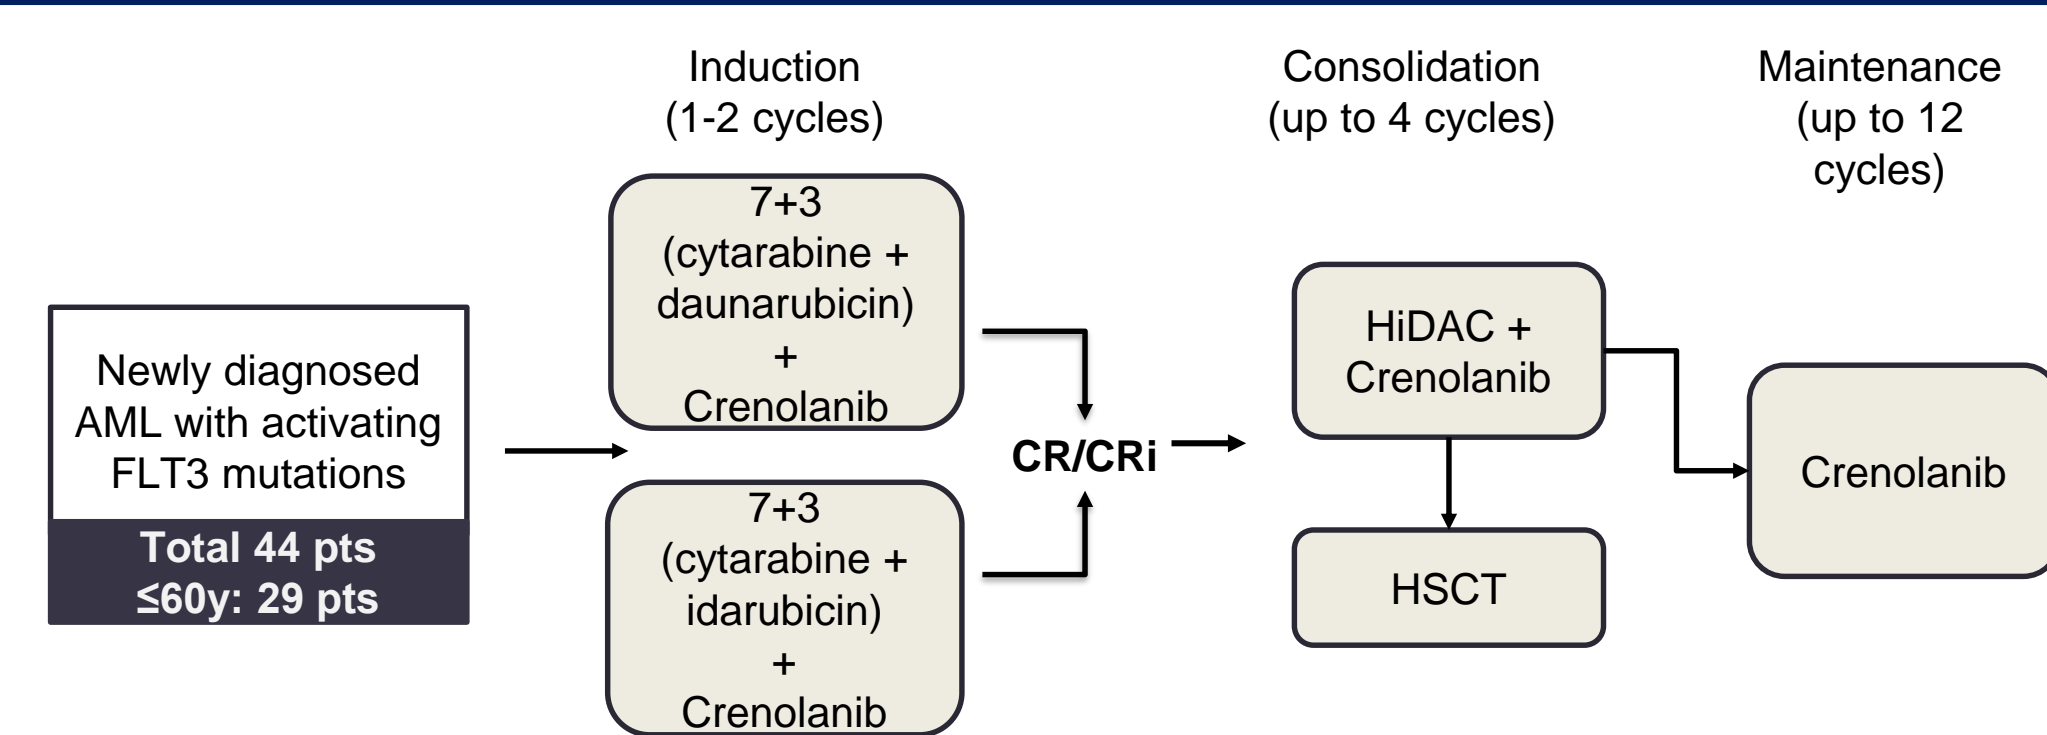 Induction
(1-2 cycles)
Consolidation
(up to 4 cycles)
Maintenance
(up to 12
cycles)
Newly diagnosed
AML with activating
FLT3 mutations
Total 44 pts
≤60y: 29 pts
7+3
(cytarabine +
daunarubicin)
+
Crenolanib
7+3
(cytarabine +
idarubicin)
+
Crenolanib
CR/CRi
HiDAC +
Crenolanib
HSCT
Crenolanib